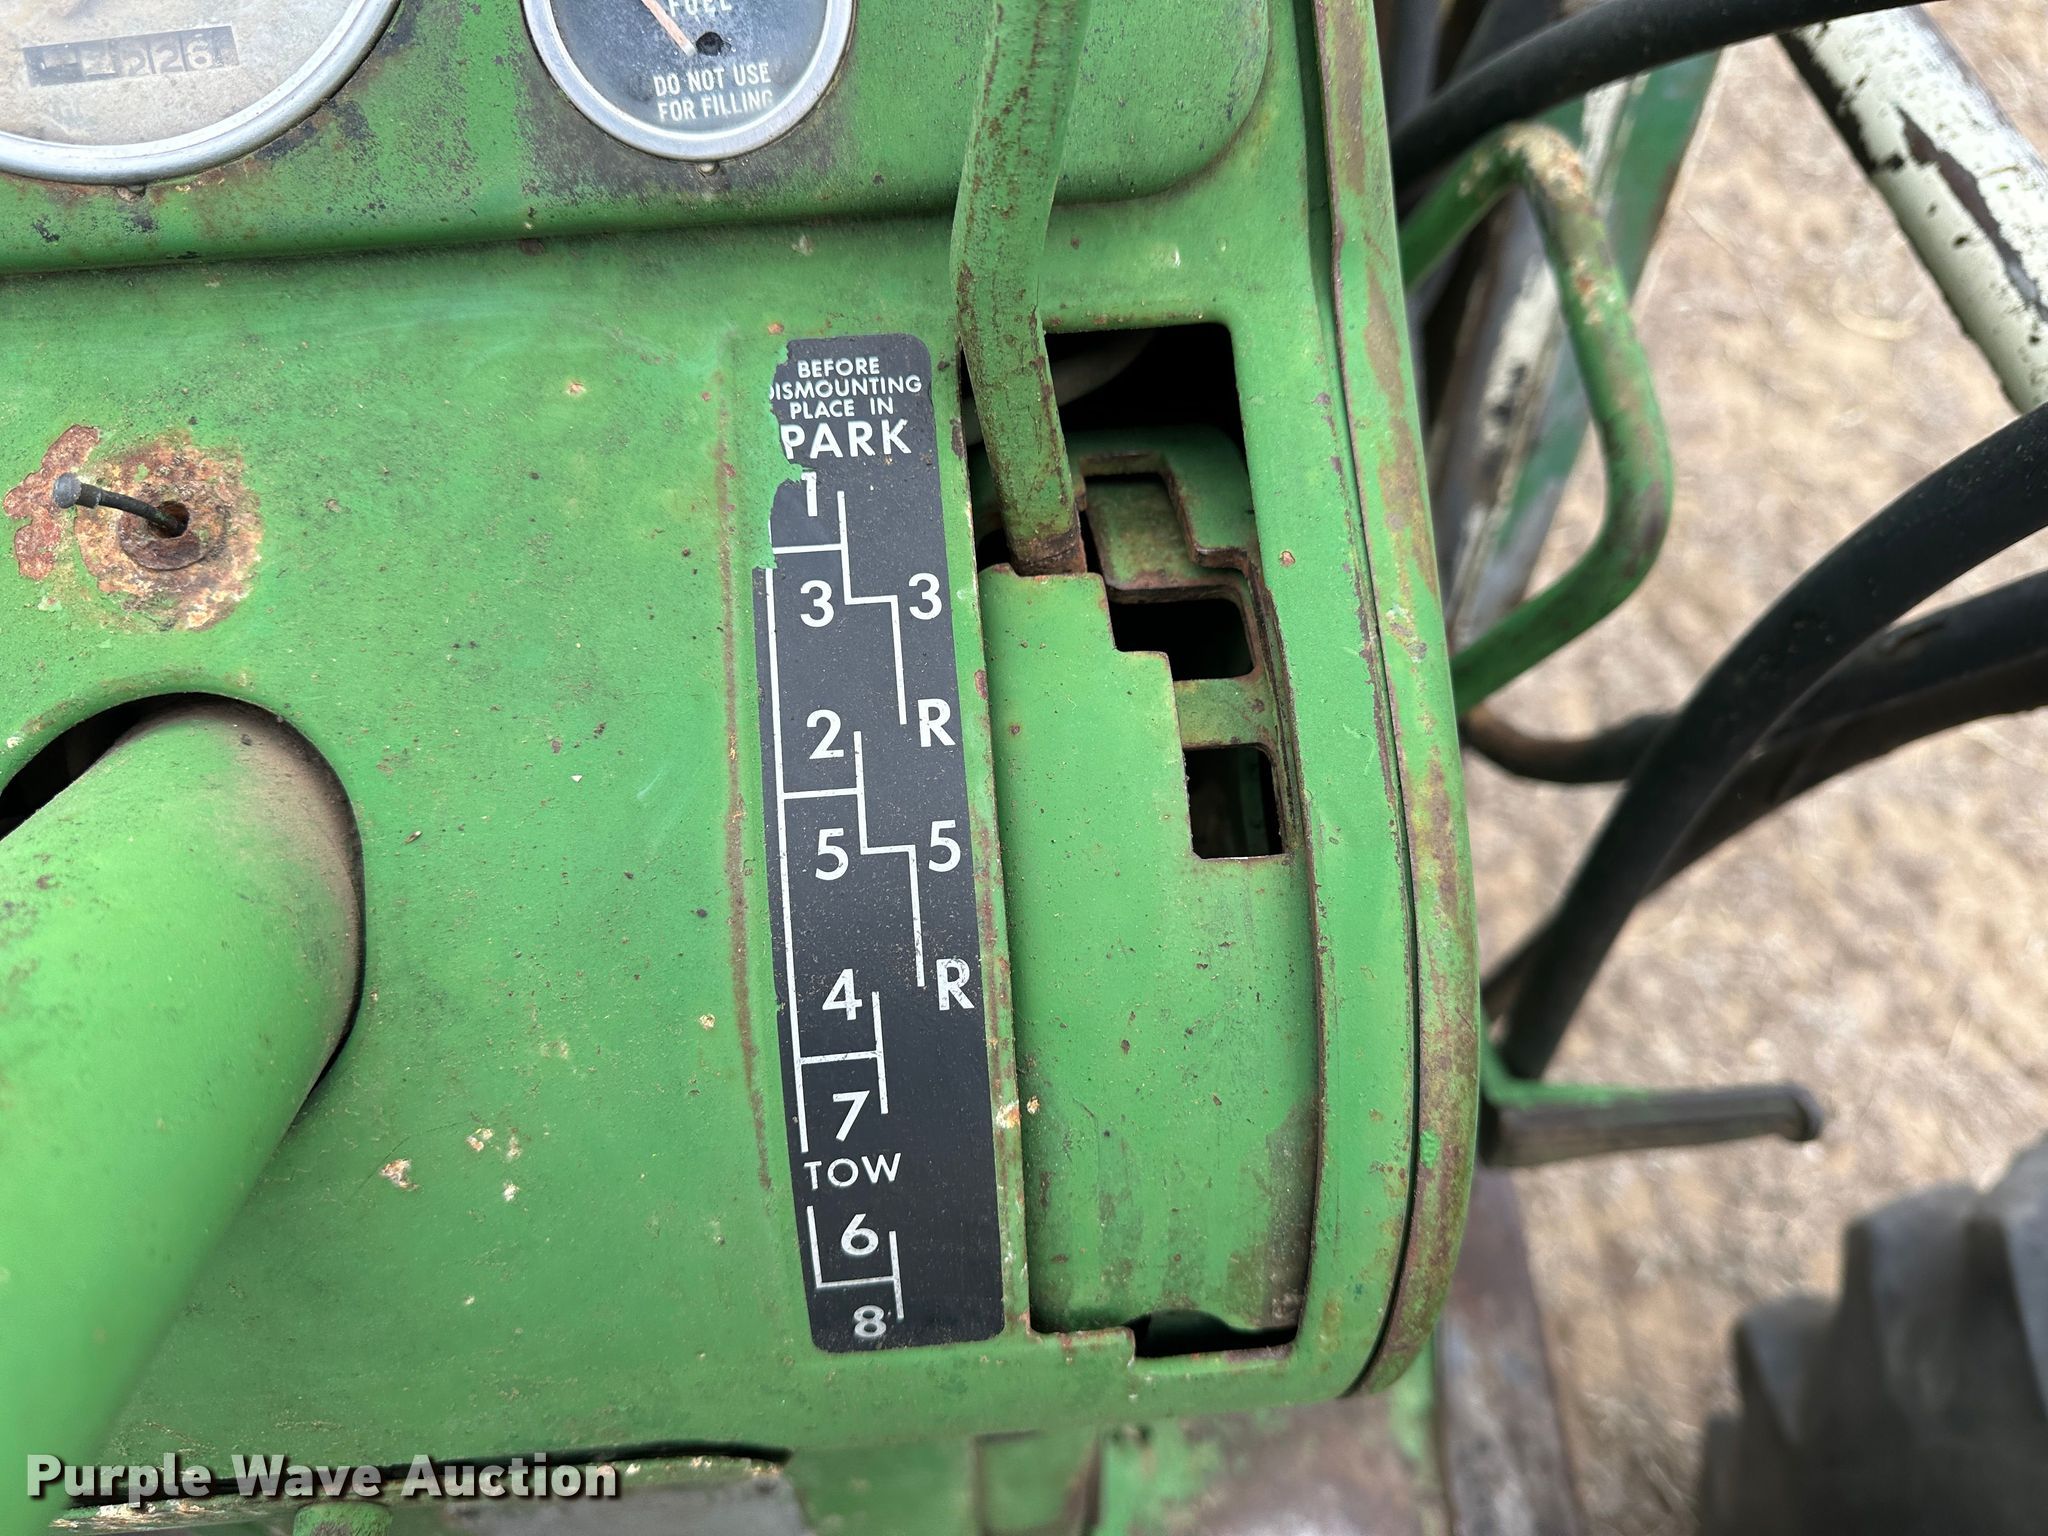 226
FUEL
DO NOT USE
FOR FILLING
BEFORE
DISMOUNTING
PLACE IN
PARK
1
3 3
2 R
5 5
4 R
7
TOW
6
8
Purple Wave Auction